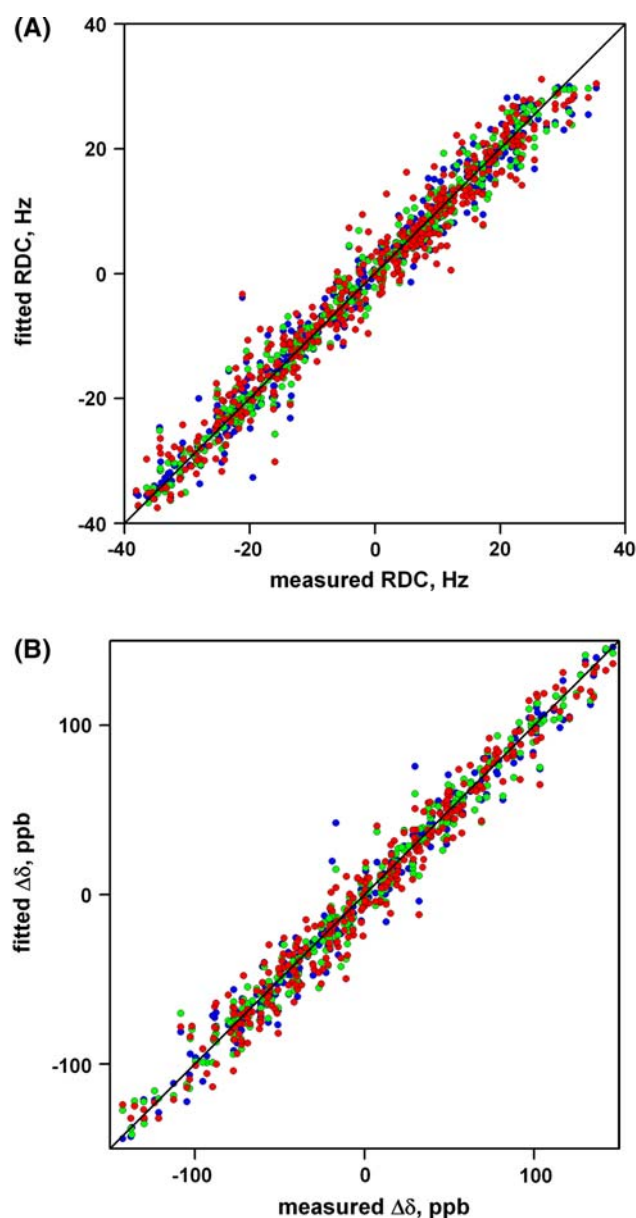 (A)
40
20
0
-20
-40
fitted RDC, Hz
-40 -20 0 20 40
measured RDC, Hz
(B)
100
0
-100
fitted Δδ, ppb
-100 0 100
measured Δδ, ppb